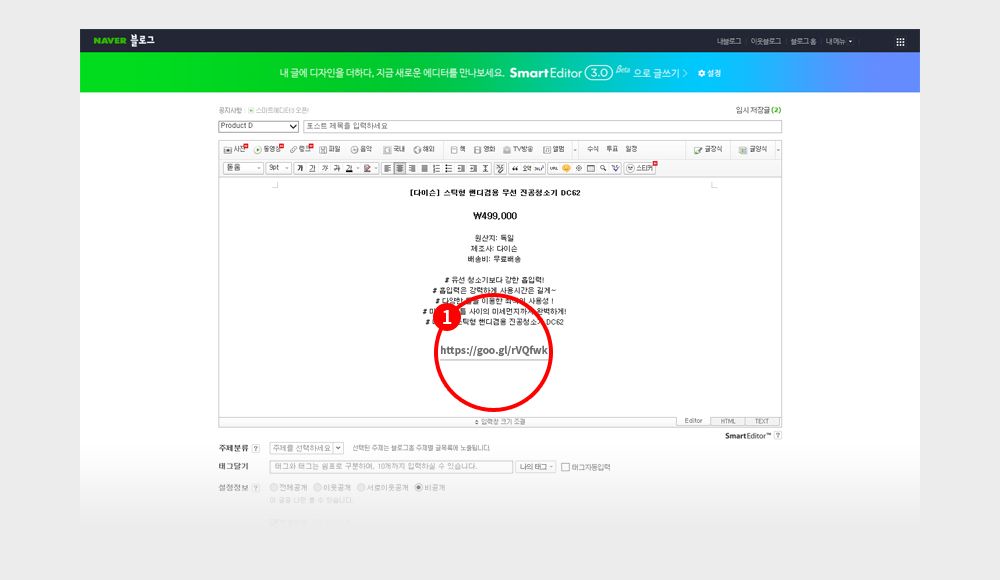 NAVER 블로그
내블로그 이웃블로그 블로그홈 내 메뉴
내 글에 디자인을 더하다, 지금 새로운 에디터를 만나보세요. SmartEditor 3.0 Beta 으로 글쓰기 > 설정
공지사항 스마트에디터3 오픈!
임시 저장글 (2)
Product D 포스트 제목을 입력하세요
사진 동영상 링크 파일 음악 국내 해외 책 영화 TV방송 앨범 수식 투표 일정 글장식 글양식
돋움 9pt 가 가 가 가 가 요약 URL 스티커
[다이슨] 스틱형 핸디겸용 무선 진공청소기 DC62
₩499,000
원산지: 독일
제조사: 다이슨
배송비: 무료배송
# 유선 청소기보다 강한 흡입력!
# 흡입력은 강력하게 사용시간은 길게~
# 다양한 이용한 사용성 !
# 사이의 미세먼지까지 완벽하게!
# 스틱형 핸디겸용 진공청소기 DC62
1
https://goo.gl/rVQfwk
입력창 크기 조절
Editor HTML TEXT
SmartEditor™ ?
주제분류 ? 주제를 선택하세요 선택된 주제는 블로그홈 주제별 글목록에 노출됩니다.
태그달기 태그와 태그는 쉼표로 구분하며, 10개까지 입력하실 수 있습니다. 나의 태그 태그자동입력
설정정보 ? 전체공개 이웃공개 서로이웃공개 비공개
이 글을 나만 볼 수 있습니다.